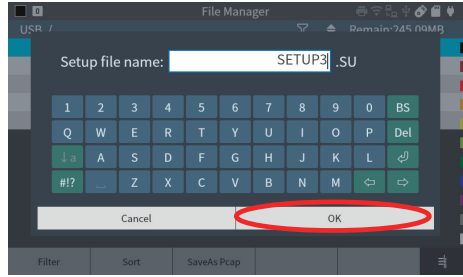 0 File Manager
USB / Remain:245.09MB
Setup file name: SETUP3 .SU
1 2 3 4 5 6 7 8 9 0 BS
Q W E R T Y U I O P Del
↓a A S D F G H J K L
#!? _ Z X C V B N M
Cancel OK
Filter Sort SaveAs Pcap